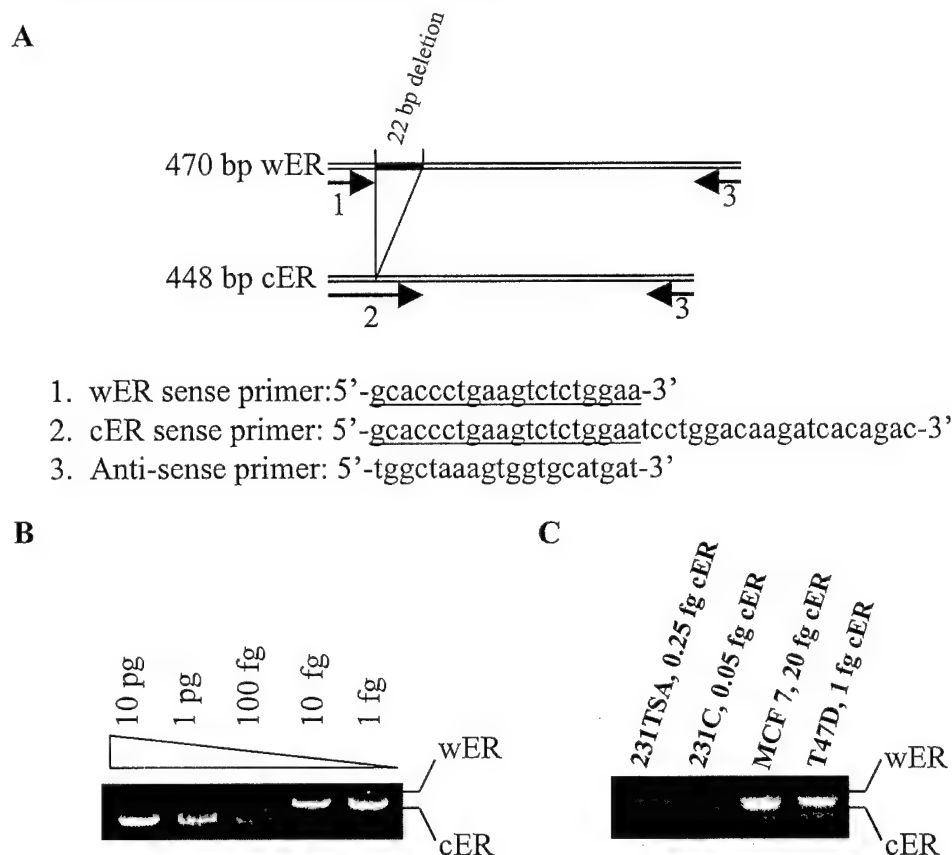 A
22 bp deletion
470 bp wER
1
3
448 bp cER
2
3
1. wER sense primer:5’-gcaccctgaagtctctggaa-3’
2. cER sense primer: 5’-gcaccctgaagtctctggaatcctggacaagatcacagac-3’
3. Anti-sense primer: 5’-tggctaaagtggtgcatgat-3’
B
10 pg
1 pg
100 fg
10 fg
1 fg
wER
cER
C
231TSA, 0.25 fg cER
231C, 0.05 fg cER
MCF 7, 20 fg cER
T47D, 1 fg cER
wER
cER